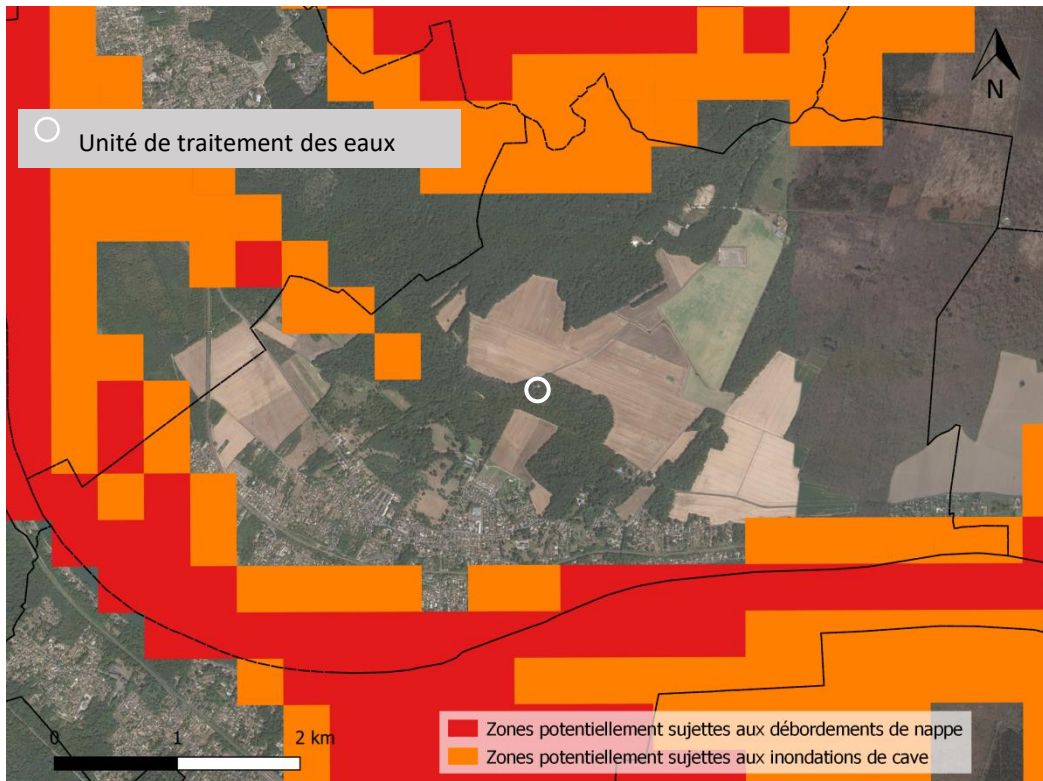 N
Unité de traitement des eaux
0 1 2 km
Zones potentiellement sujettes aux débordements de nappe
Zones potentiellement sujettes aux inondations de cave